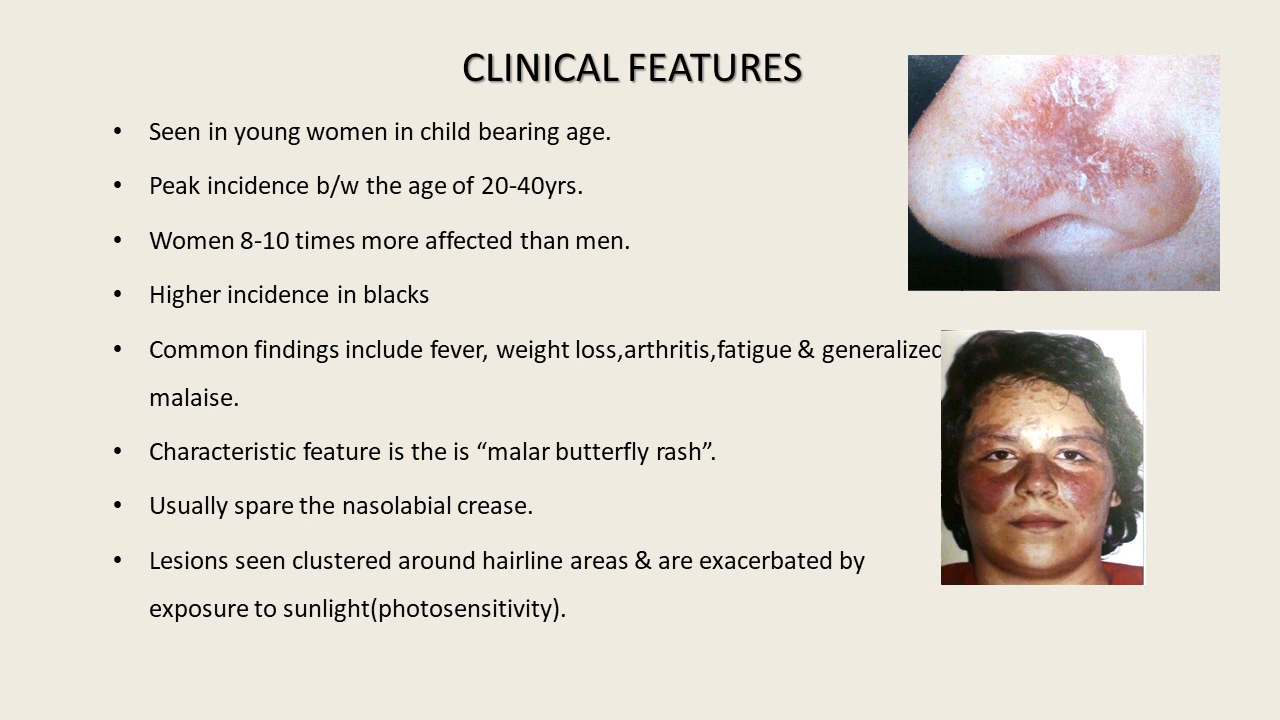 CLINICAL FEATURES
• Seen in young women in child bearing age.
• Peak incidence b/w the age of 20-40yrs.
• Women 8-10 times more affected than men.
• Higher incidence in blacks
• Common findings include fever, weight loss,arthritis,fatigue & generalized
malaise.
• Characteristic feature is the is “malar butterfly rash”.
• Usually spare the nasolabial crease.
• Lesions seen clustered around hairline areas & are exacerbated by
exposure to sunlight(photosensitivity).